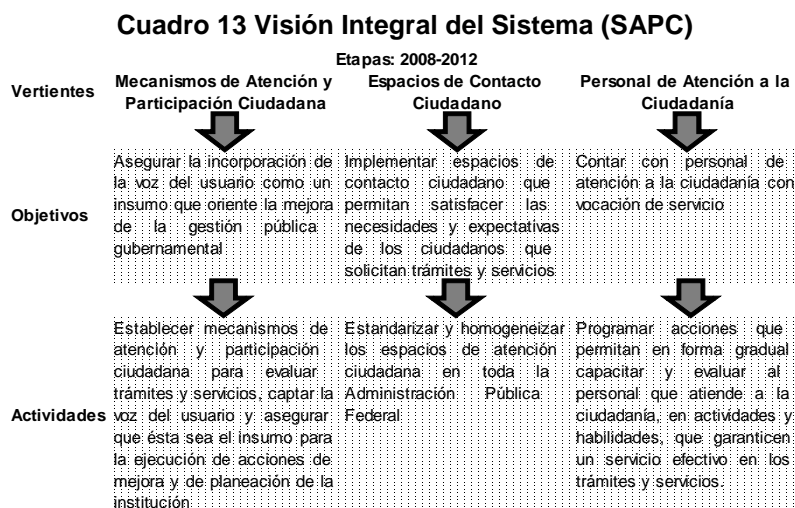 Cuadro 13 Visión Integral del Sistema (SAPC)
Etapas: 2008-2012
Vertientes
Mecanismos de Atención y
Participación Ciudadana
Espacios de Contacto
Ciudadano
Personal de Atención a la
Ciudadanía
Objetivos
Asegurar la incorporación de
la voz del usuario como un
insumo que oriente la mejora
de la gestión pública
gubernamental
Implementar espacios de
contacto ciudadano que
permitan satisfacer las
necesidades y expectativas
de los ciudadanos que
solicitan trámites y servicios
Contar con personal de
atención a la ciudadanía con
vocación de servicio
Actividades
Establecer mecanismos de
atención y participación
ciudadana para evaluar
trámites y servicios, captar la
voz del usuario y asegurar
que ésta sea el insumo para
la ejecución de acciones de
mejora y de planeación de la
institución
Estandarizar y homogeneizar
los espacios de atención
ciudadana en toda la
Administración Pública
Federal
Programar acciones que
permitan en forma gradual
capacitar y evaluar al
personal que atiende a la
ciudadanía, en actividades y
habilidades, que garanticen
un servicio efectivo en los
trámites y servicios.